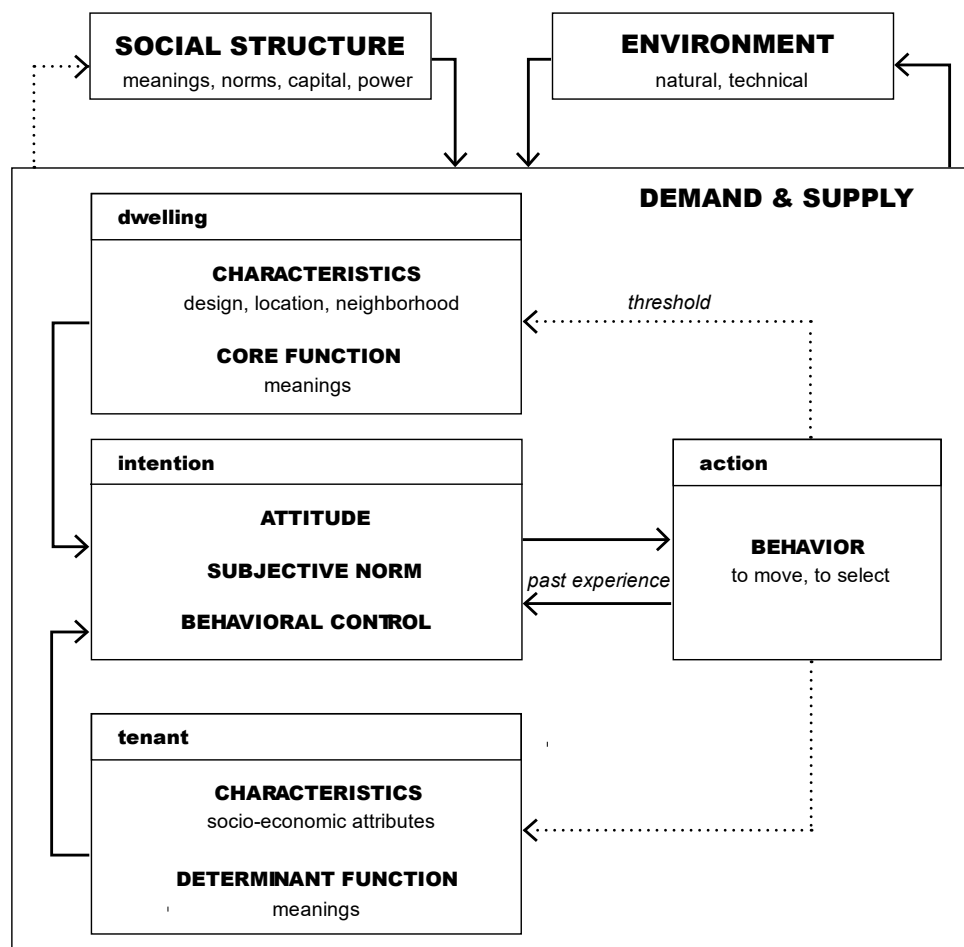 SOCIAL STRUCTURE
meanings, norms, capital, power
ENVIRONMENT
natural, technical
DEMAND & SUPPLY
dwelling
CHARACTERISTICS
design, location, neighborhood
CORE FUNCTION
meanings
threshold
intention
ATTITUDE
SUBJECTIVE NORM
BEHAVIORAL CONTROL
past experience
action
BEHAVIOR
to move, to select
tenant
CHARACTERISTICS
socio-economic attributes
DETERMINANT FUNCTION
meanings